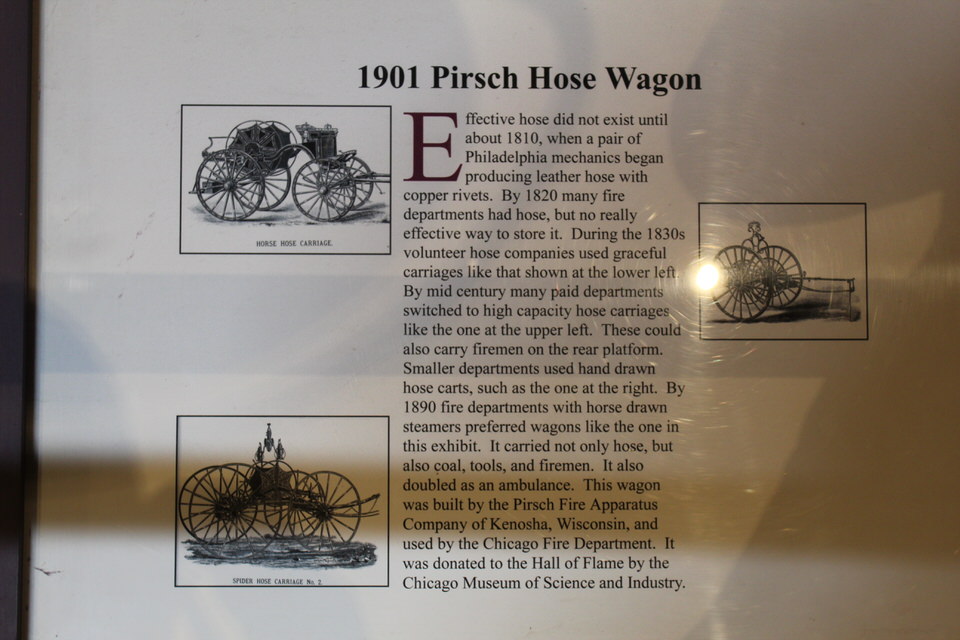 1901 Pirsch Hose Wagon
HORSE HOSE CARRIAGE.
Effective hose did not exist until
about 1810, when a pair of
Philadelphia mechanics began
producing leather hose with
copper rivets. By 1820 many fire
departments had hose, but no really
effective way to store it. During the 1830s
volunteer hose companies used graceful
carriages like that shown at the lower left.
By mid century many paid departments
switched to high capacity hose carriages
like the one at the upper left. These could
also carry firemen on the rear platform.
Smaller departments used hand drawn
hose carts, such as the one at the right. By
1890 fire departments with horse drawn
steamers preferred wagons like the one in
this exhibit. It carried not only hose, but
also coal, tools, and firemen. It also
doubled as an ambulance. This wagon
was built by the Pirsch Fire Apparatus
Company of Kenosha, Wisconsin, and
used by the Chicago Fire Department. It
was donated to the Hall of Flame by the
Chicago Museum of Science and Industry.
SPIDER HOSE CARRIAGE No. 2.